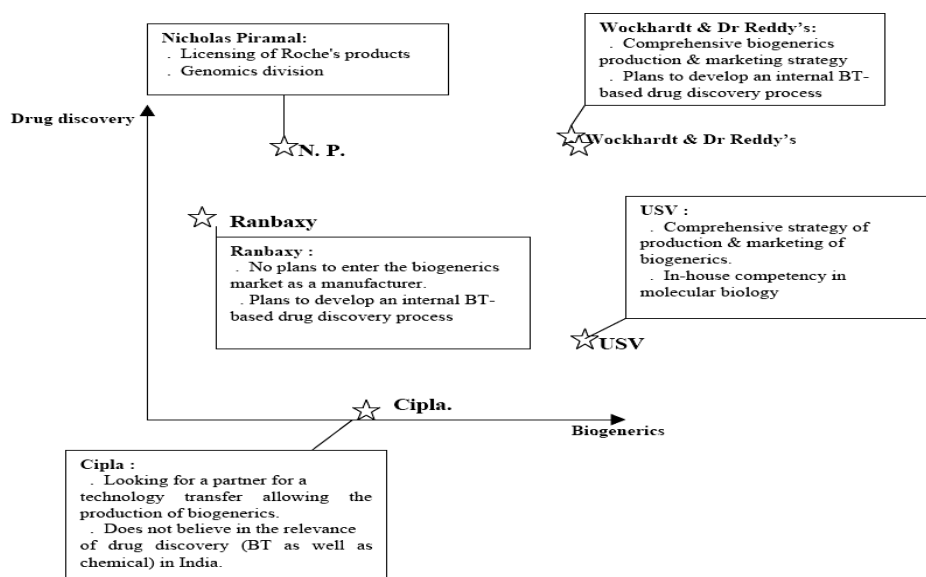 Nicholas Piramal:
. Licensing of Roche's products
. Genomics division
Wockhardt & Dr Reddy's:
. Comprehensive biogenerics
production & marketing strategy
. Plans to develop an internal BT-
based drug discovery process
Drug discovery
N. P.
Wockhardt & Dr Reddy's
Ranbaxy
Ranbaxy :
. No plans to enter the biogenerics
market as a manufacturer.
. Plans to develop an internal BT-
based drug discovery process
USV :
. Comprehensive strategy of
production & marketing of
biogenerics.
. In-house competency in
molecular biology
USV
Cipla.
Biogenerics
Cipla :
. Looking for a partner for a
technology transfer allowing the
production of biogenerics.
. Does not believe in the relevance
of drug discovery (BT as well as
chemical) in India.